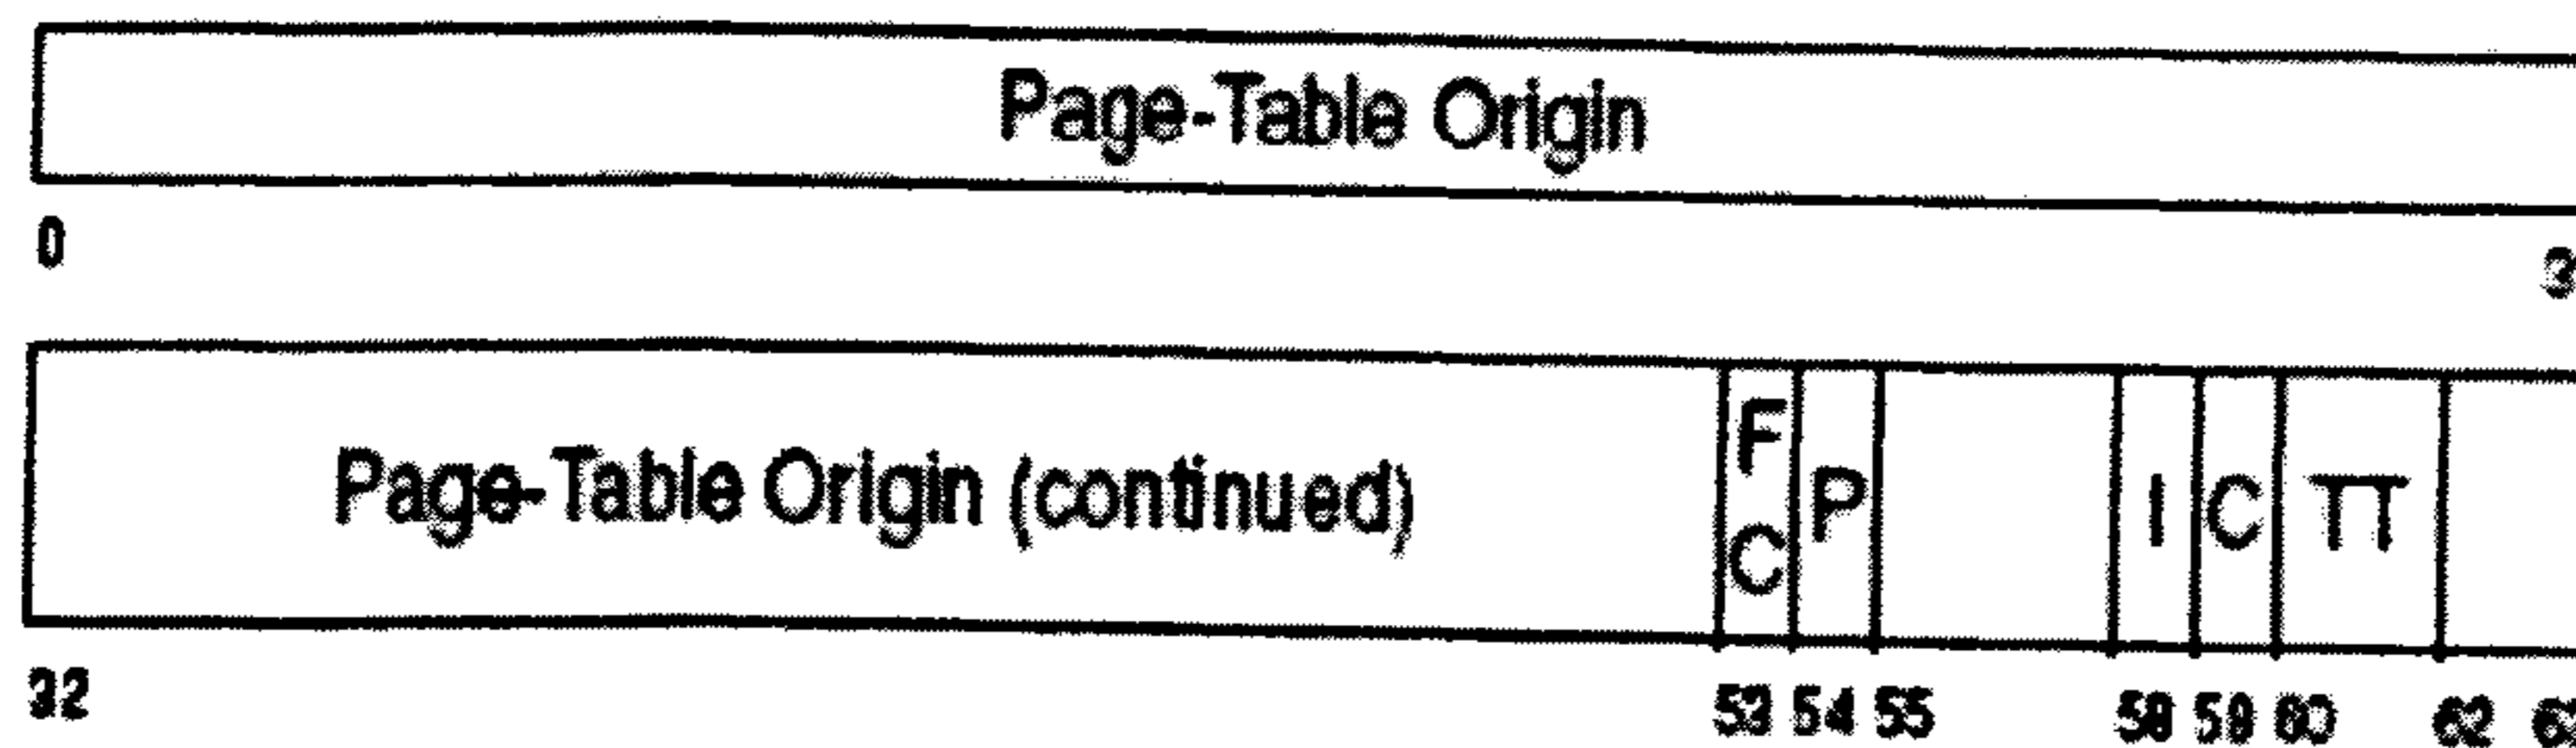 Page-Table Origin
0
Page-Table Origin (continued) F C P I C TT
32 53 54 55 58 59 60 62